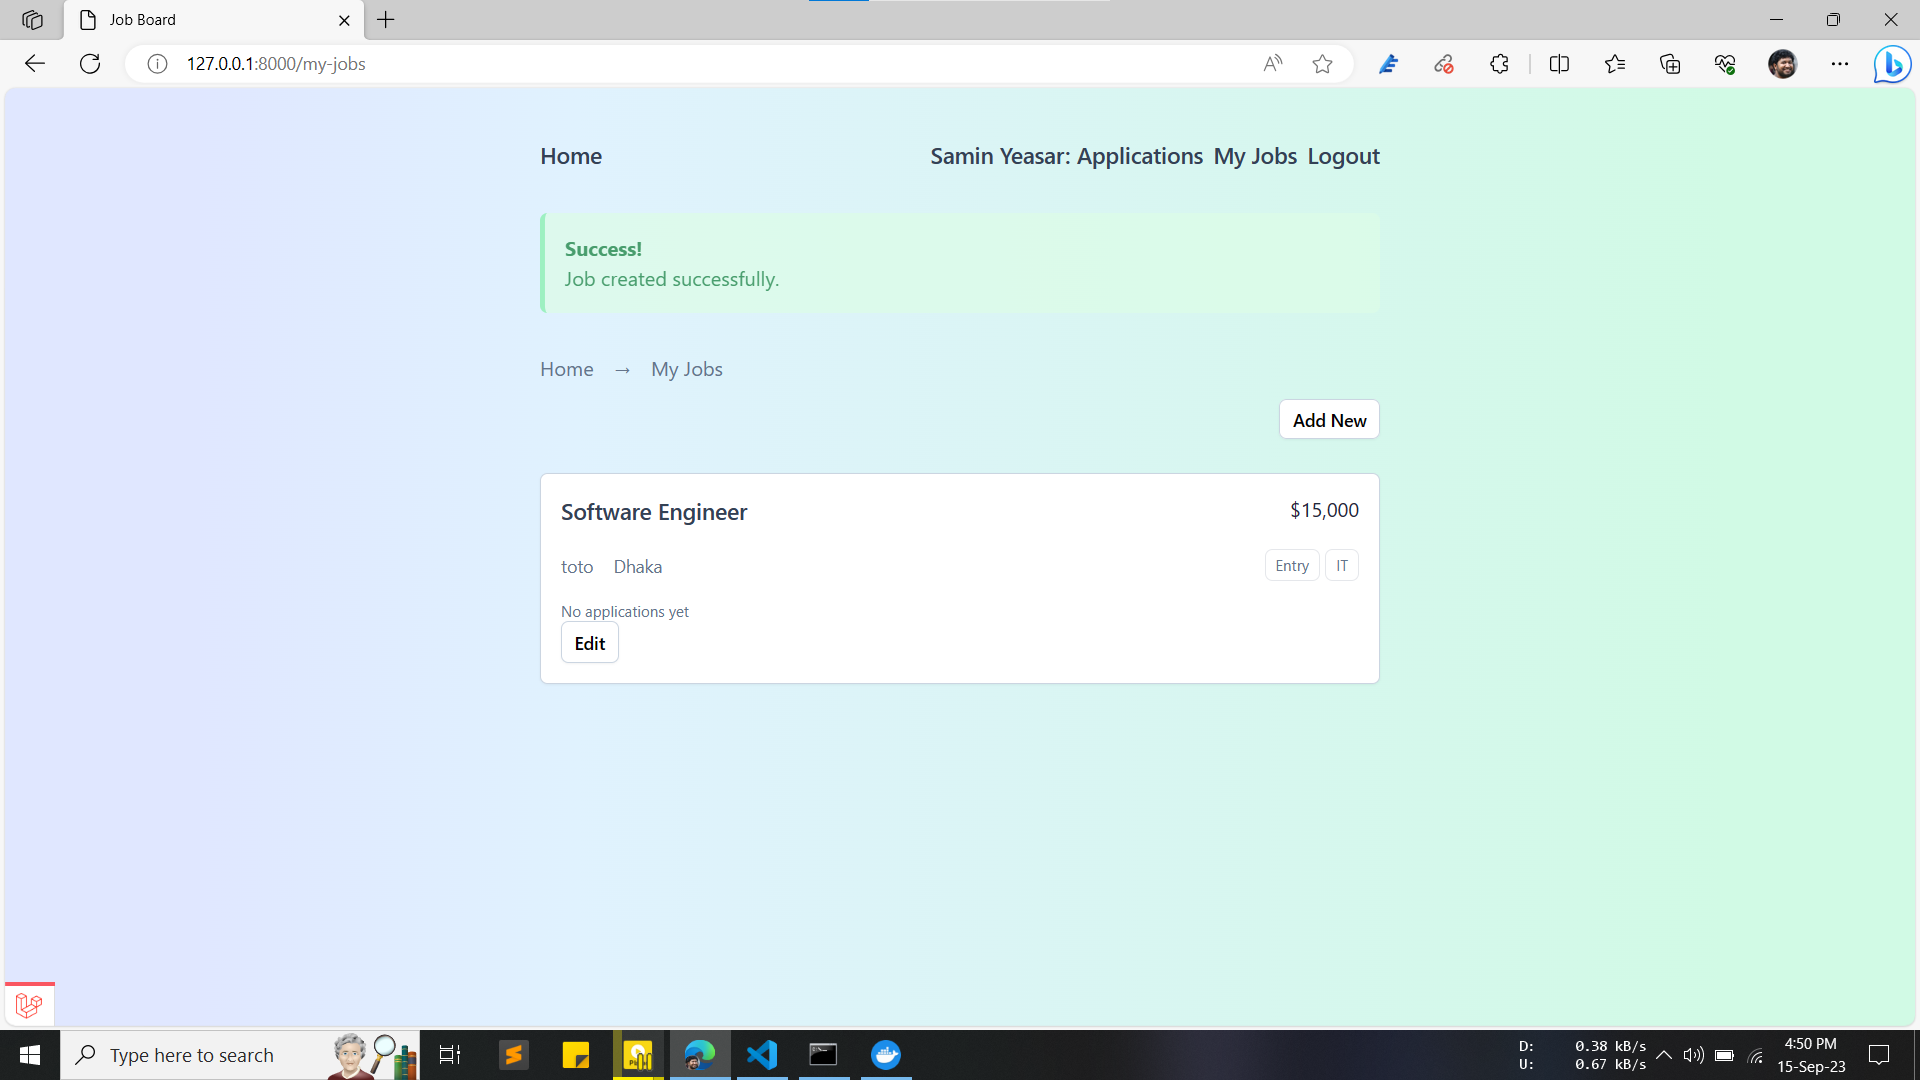 Job Board
127.0.0.1:8000/my-jobs
Home
Samin Yeasar: Applications My Jobs Logout
Success!
Job created successfully.
Home → My Jobs
Add New
Software Engineer
$15,000
toto Dhaka
Entry IT
No applications yet
Edit
Type here to search
D: 0.38 kB/s
U: 0.67 kB/s
4:50 PM
15-Sep-23